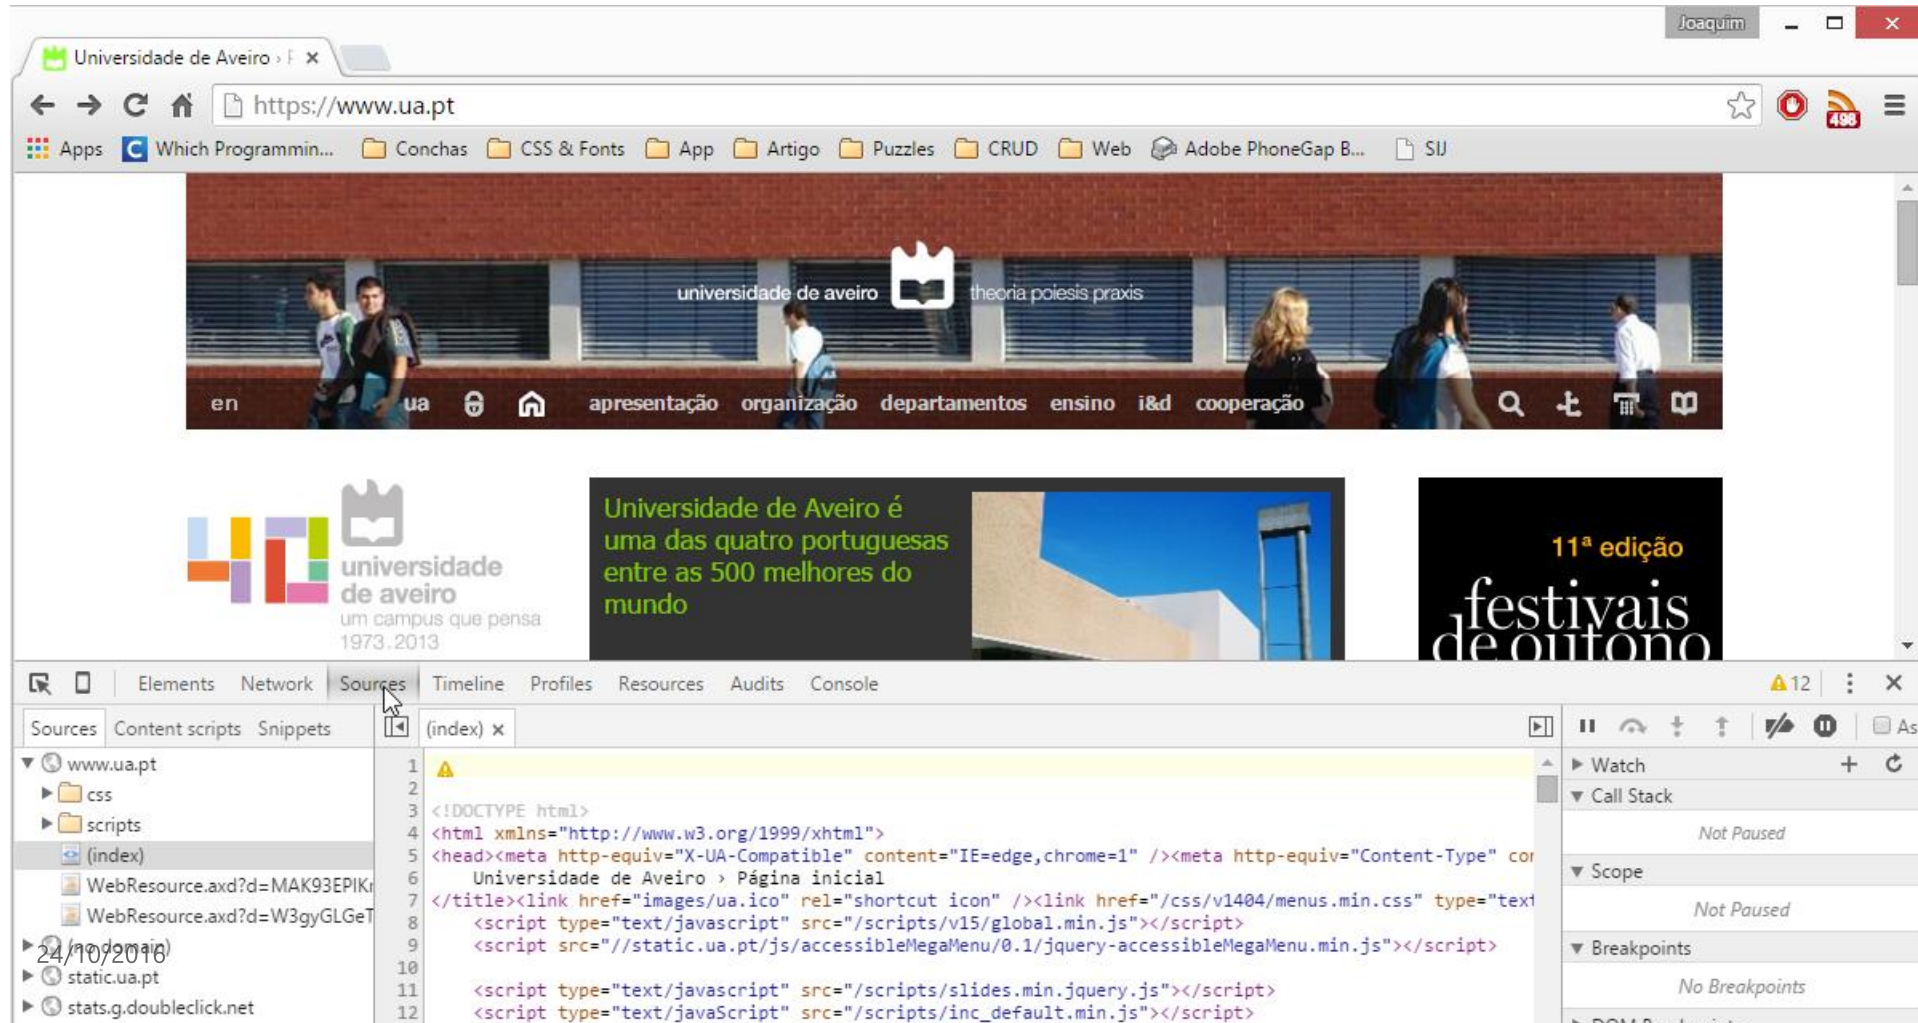 Joaquim
Universidade de Aveiro ›
https://www.ua.pt
498
Apps Which Programmin... Conchas CSS & Fonts App Artigo Puzzles CRUD Web Adobe PhoneGap B... SIJ
universidade de aveiro theoria poiesis praxis
en ua apresentação organização departamentos ensino i&d cooperação
universidade
de aveiro
um campus que pensa
1973.2013
Universidade de Aveiro é
uma das quatro portuguesas
entre as 500 melhores do
mundo
11ª edição
festivais
de outono
Elements Network Sources Timeline Profiles Resources Audits Console 12
Sources Content scripts Snippets (index) As
www.ua.pt
css
scripts
(index)
WebResource.axd?d=MAK93EPIK
WebResource.axd?d=W3gyGLGeT
(no domain)
24/10/2016
static.ua.pt
stats.g.doubleclick.net
1
2
3 <!DOCTYPE html>
4 <html xmlns="http://www.w3.org/1999/xhtml">
5 <head><meta http-equiv="X-UA-Compatible" content="IE=edge,chrome=1" /><meta http-equiv="Content-Type" cor
6 Universidade de Aveiro › Página inicial
7 </title><link href="images/ua.ico" rel="shortcut icon" /><link href="/css/v1404/menus.min.css" type="text
8 <script type="text/javascript" src="/scripts/v15/global.min.js"></script>
9 <script src="//static.ua.pt/js/accessibleMegaMenu/0.1/jquery-accessibleMegaMenu.min.js"></script>
10
11 <script type="text/javascript" src="/scripts/slides.min.jquery.js"></script>
12 <script type="text/javaScript" src="/scripts/inc_default.min.js"></script>
Watch
Call Stack
Not Paused
Scope
Not Paused
Breakpoints
No Breakpoints